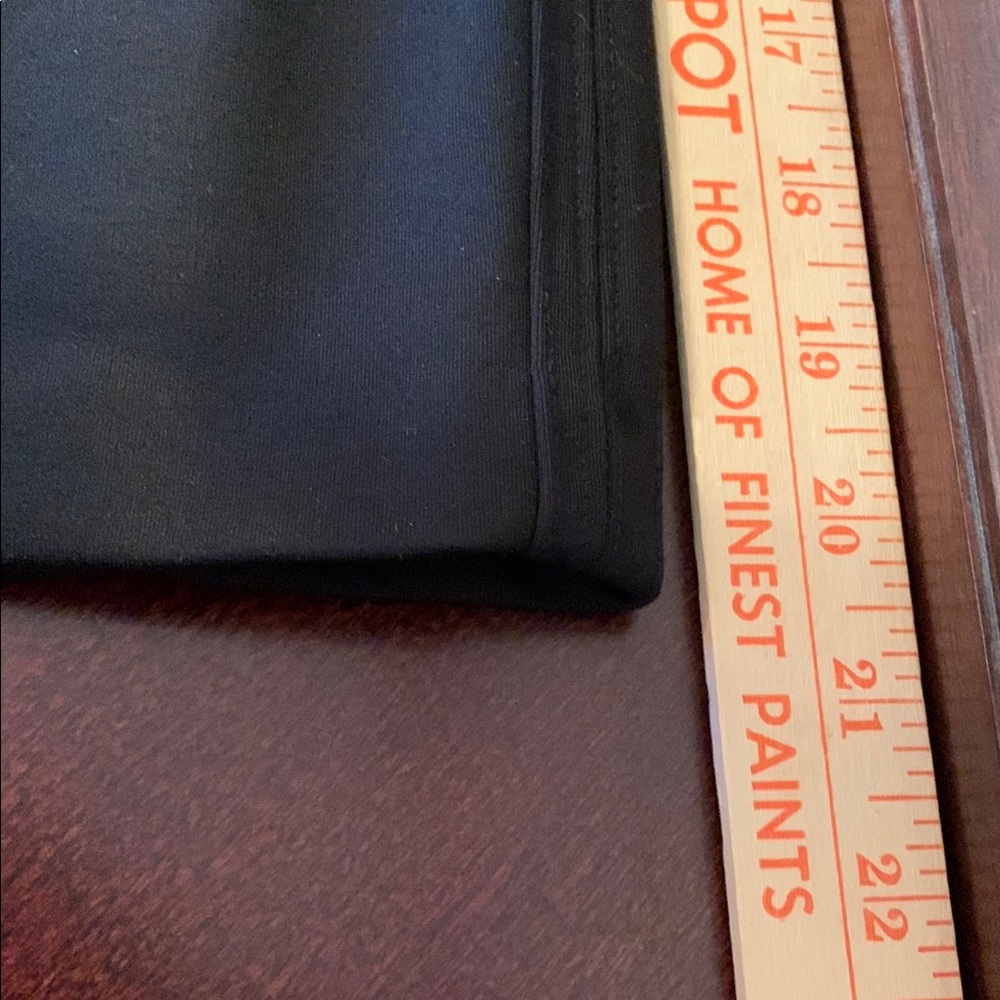 POT HOME OF FINEST PAINTS
17 18 19 20 21 22